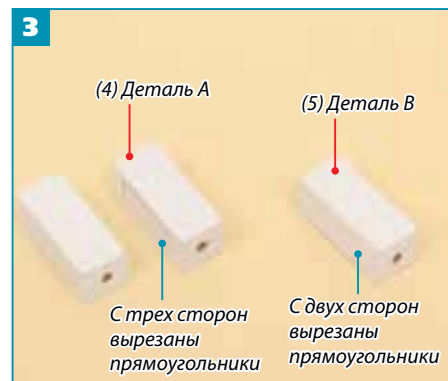 3
(4) Деталь A
(5) Деталь B
С трех сторон
вырезаны
прямоугольники
С двух сторон
вырезаны
прямоугольники